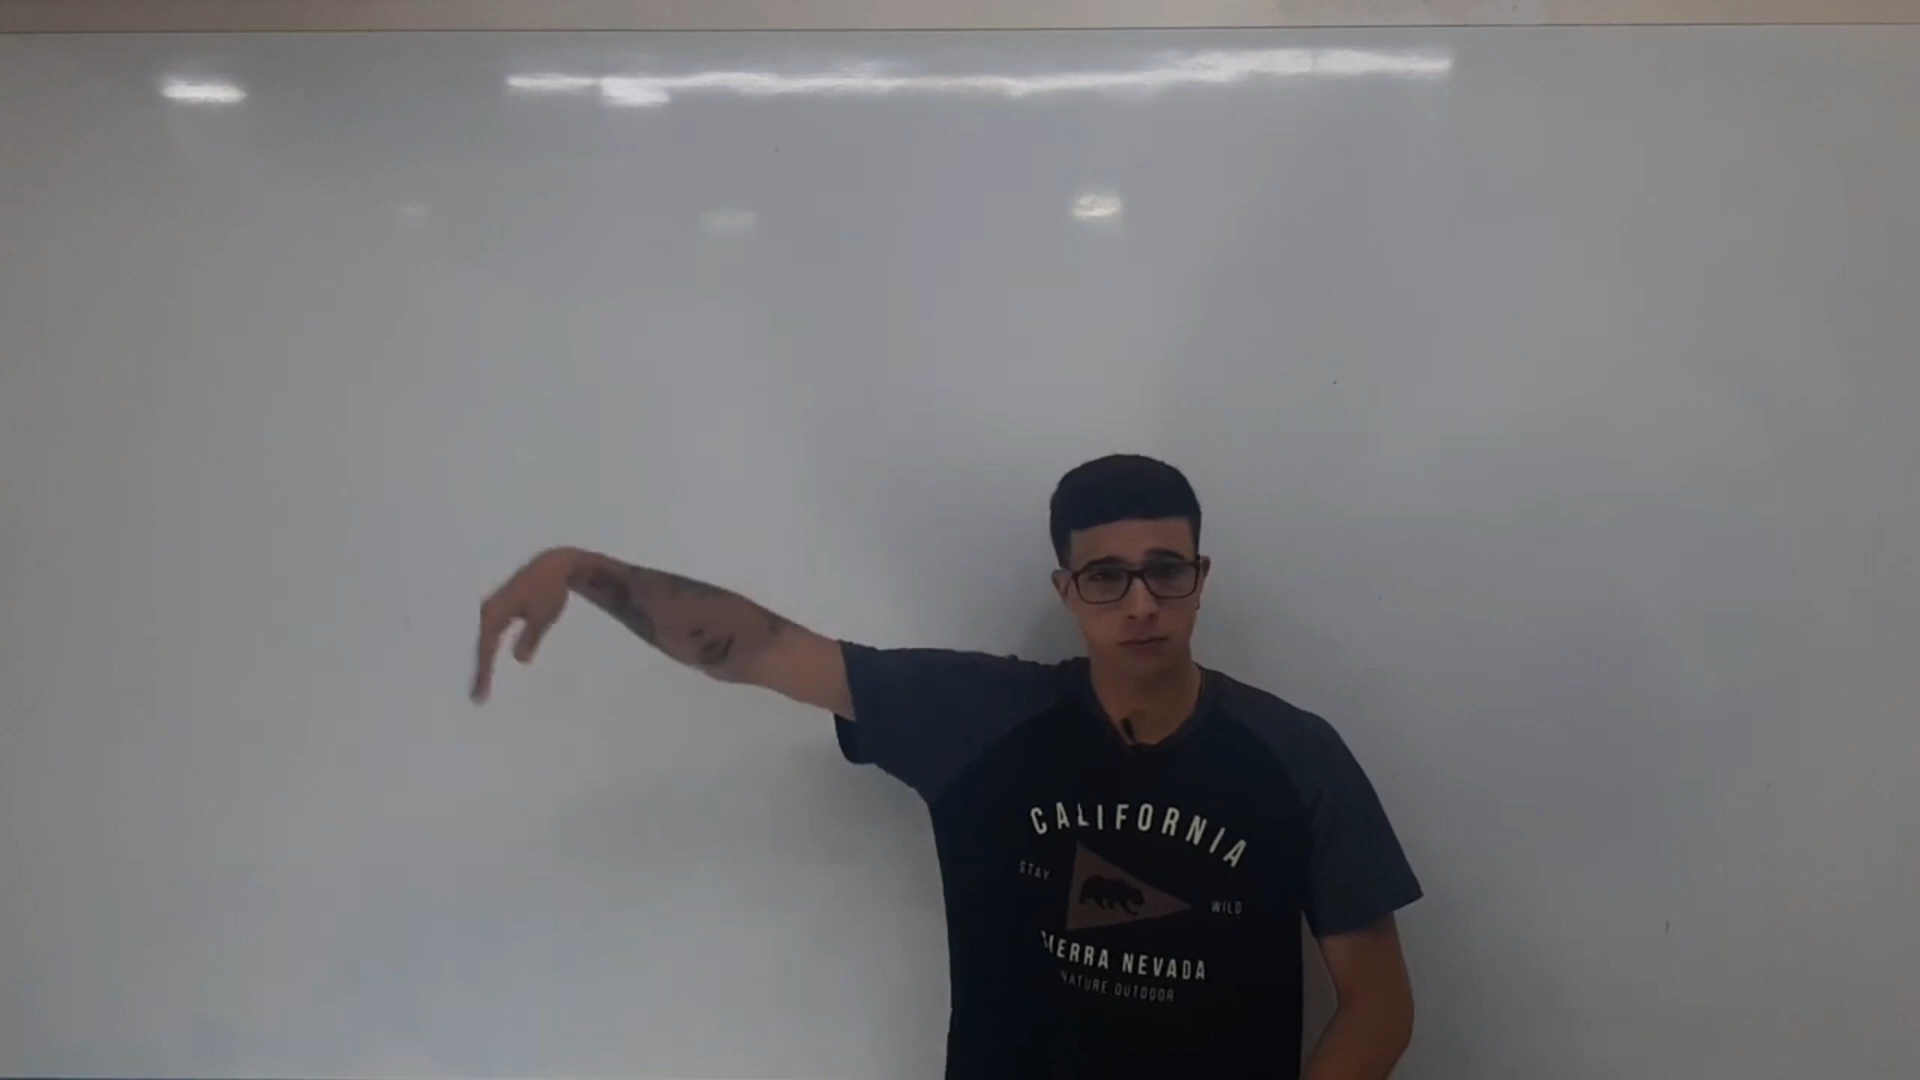 CALIFORNIA
STAY
WILD
SIERRA NEVADA
NATURE OUTDOOR